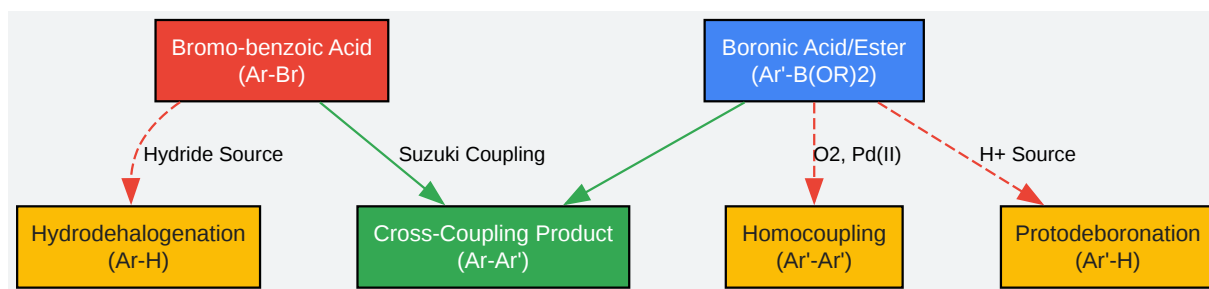 Bromo-benzoic Acid
(Ar-Br)
Boronic Acid/Ester
(Ar'-B(OR)2)
Hydride Source
Suzuki Coupling
O2, Pd(II)
H+ Source
Hydrodehalogenation
(Ar-H)
Cross-Coupling Product
(Ar-Ar')
Homocoupling
(Ar'-Ar')
Protodeboronation
(Ar'-H)